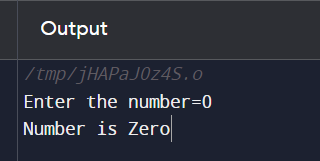 Output
/tmp/jHAPaJOz4S.o
Enter the number=0
Number is Zero